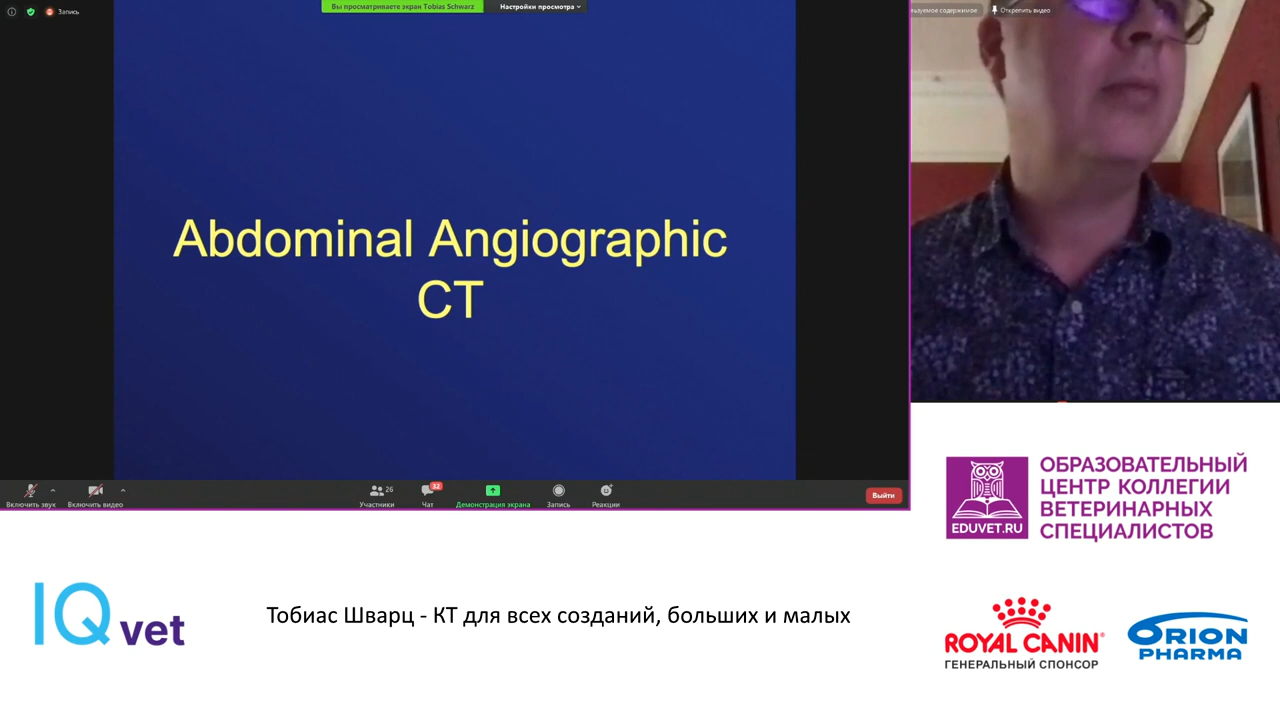 Запись
Вы просматриваете экран Tobias Schwarz
Настройки просмотра
Открепить видео
Abdominal Angiographic
CT
Включить звук
Включить видео
26
Участники
32
Чат
Демонстрация экрана
Запись
Реакции
Выйти
EDUVET.RU
ОБРАЗОВАТЕЛЬНЫЙ
ЦЕНТР КОЛЛЕГИИ
ВЕТЕРИНАРНЫХ
СПЕЦИАЛИСТОВ
IQ vet
Тобиас Шварц - КТ для всех созданий, больших и малых
ROYAL CANIN®
ГЕНЕРАЛЬНЫЙ СПОНСОР
ORION
PHARMA